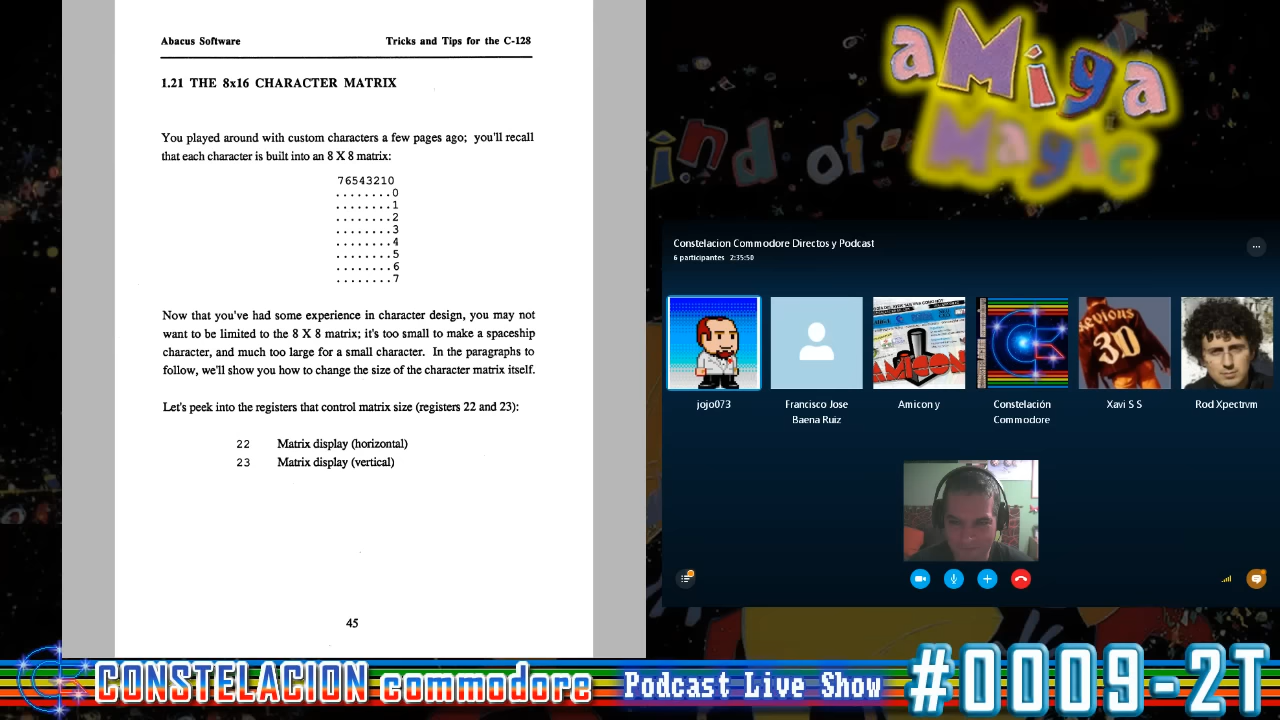 Abacus Software Tricks and Tips for the C-128
1.21 THE 8x16 CHARACTER MATRIX
You played around with custom characters a few pages ago; you'll recall
that each character is built into an 8 X 8 matrix:
76543210
........0
........1
........2
........3
........4
........5
........6
........7
Now that you've had some experience in character design, you may not
want to be limited to the 8 X 8 matrix; it's too small to make a spaceship
character, and much too large for a small character. In the paragraphs to
follow, we'll show you how to change the size of the character matrix itself.
Let's peek into the registers that control matrix size (registers 22 and 23):
22 Matrix display (horizontal)
23 Matrix display (vertical)
45
aMiga
Magic
ind of
Constelacion Commodore Directos y Podcast
6 participantes 2:35:50
AMICON
evious
3D
jojo073
Francisco Jose
Baena Ruiz
Amicon y
Constelación
Commodore
Xavi S S
Rod Xpectrvm
CONSTELACION commodore Podcast Live Show #0009-2T